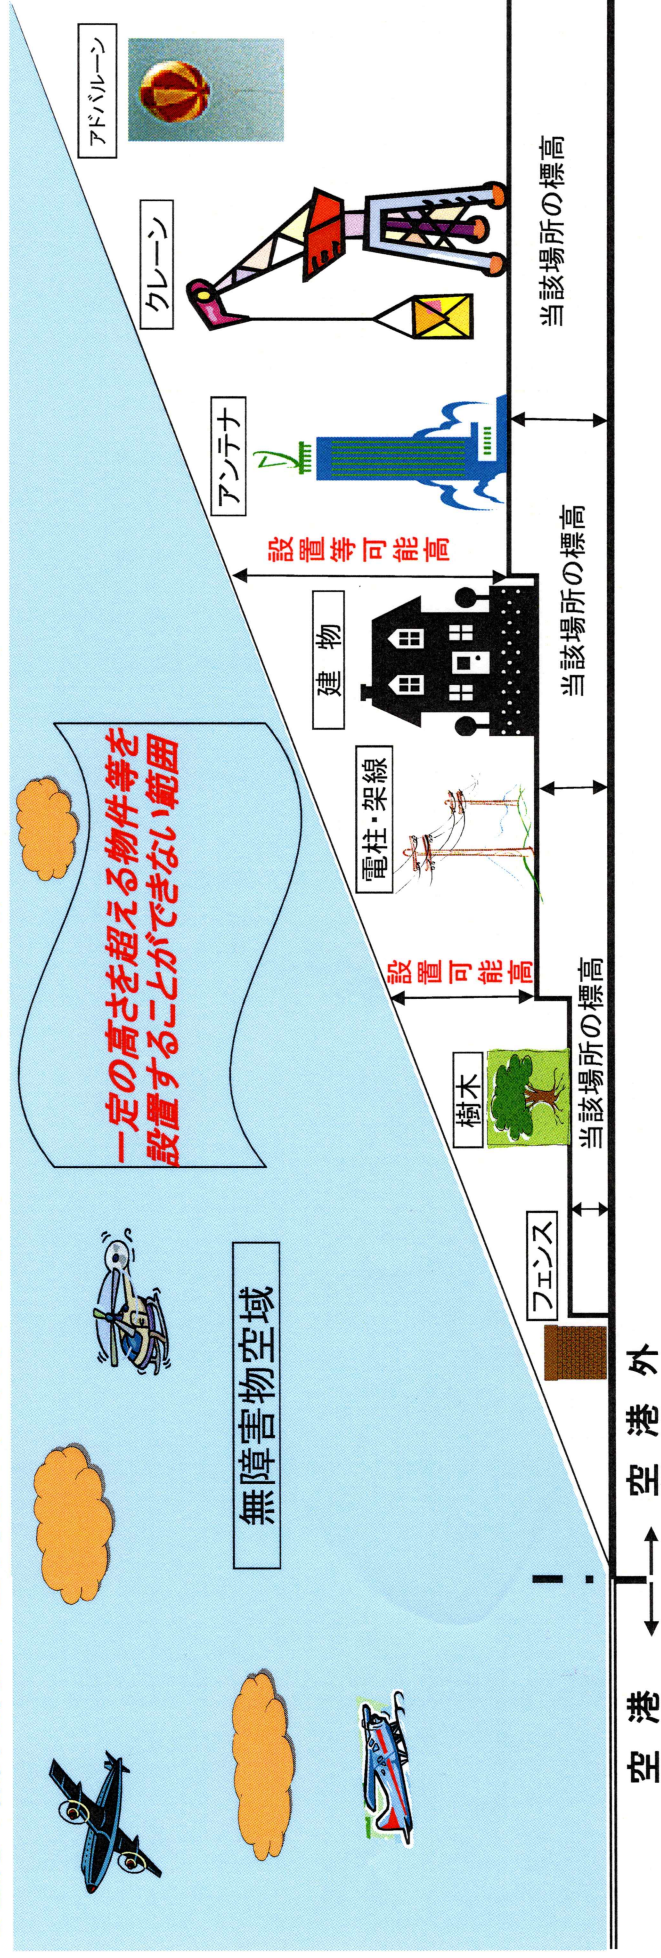 一定の高さを超える物件等を
設置することができない範囲
無障害物空域
フェンス
樹木
設置可能高
電柱・架線
建物
設置等可能高
アンテナ
クレーン
アドバルーン
当該場所の標高
当該場所の標高
当該場所の標高
空港
空港外